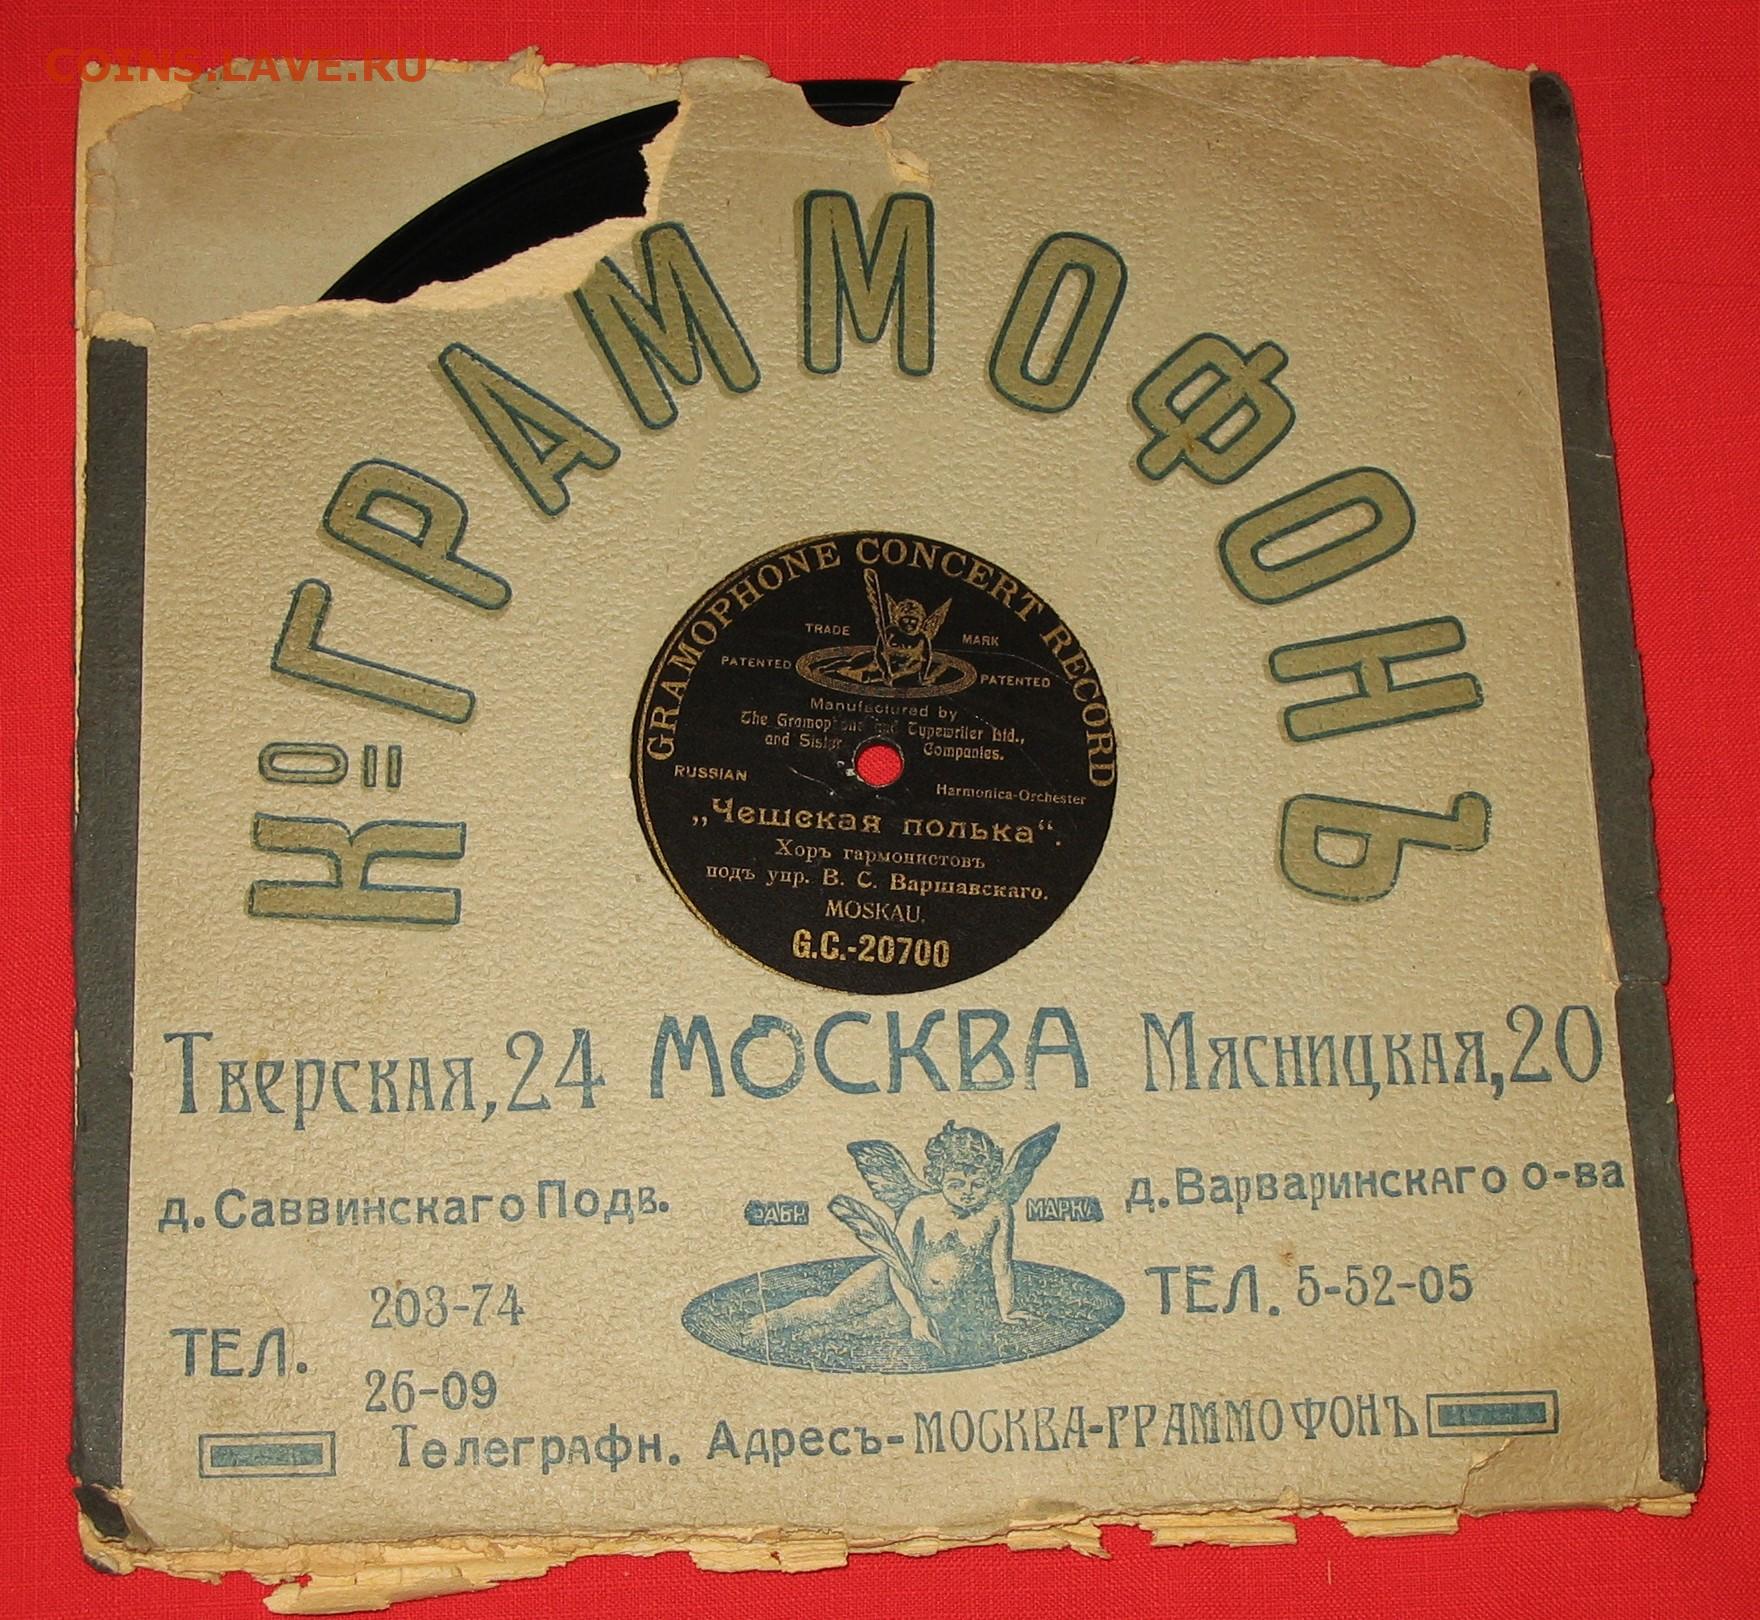 COINS.LAVE.RU
Кº ГРАММОФОНЪ
GRAMOPHONE CONCERT RECORD
TRADE MARK
PATENTED PATENTED
Manufactured by
The Gramophone and Typewriter Ltd.,
and Sister Companies.
RUSSIAN Harmonica-Orchester
„Чешская полька“.
Хоръ гармонистовъ
подъ упр. В. С. Варшавскаго.
MOSKAU.
G.C.-20700
Тверская, 24 МОСКВА Мясницкая, 20
д. Саввинскаго Подв. ФАБР. МАРКА д. Варваринскаго о-ва
ТЕЛ. 203-74 ТЕЛ. 5-52-05
26-09
Телеграфн. Адресъ-МОСКВА-ГРАММОФОНЪ